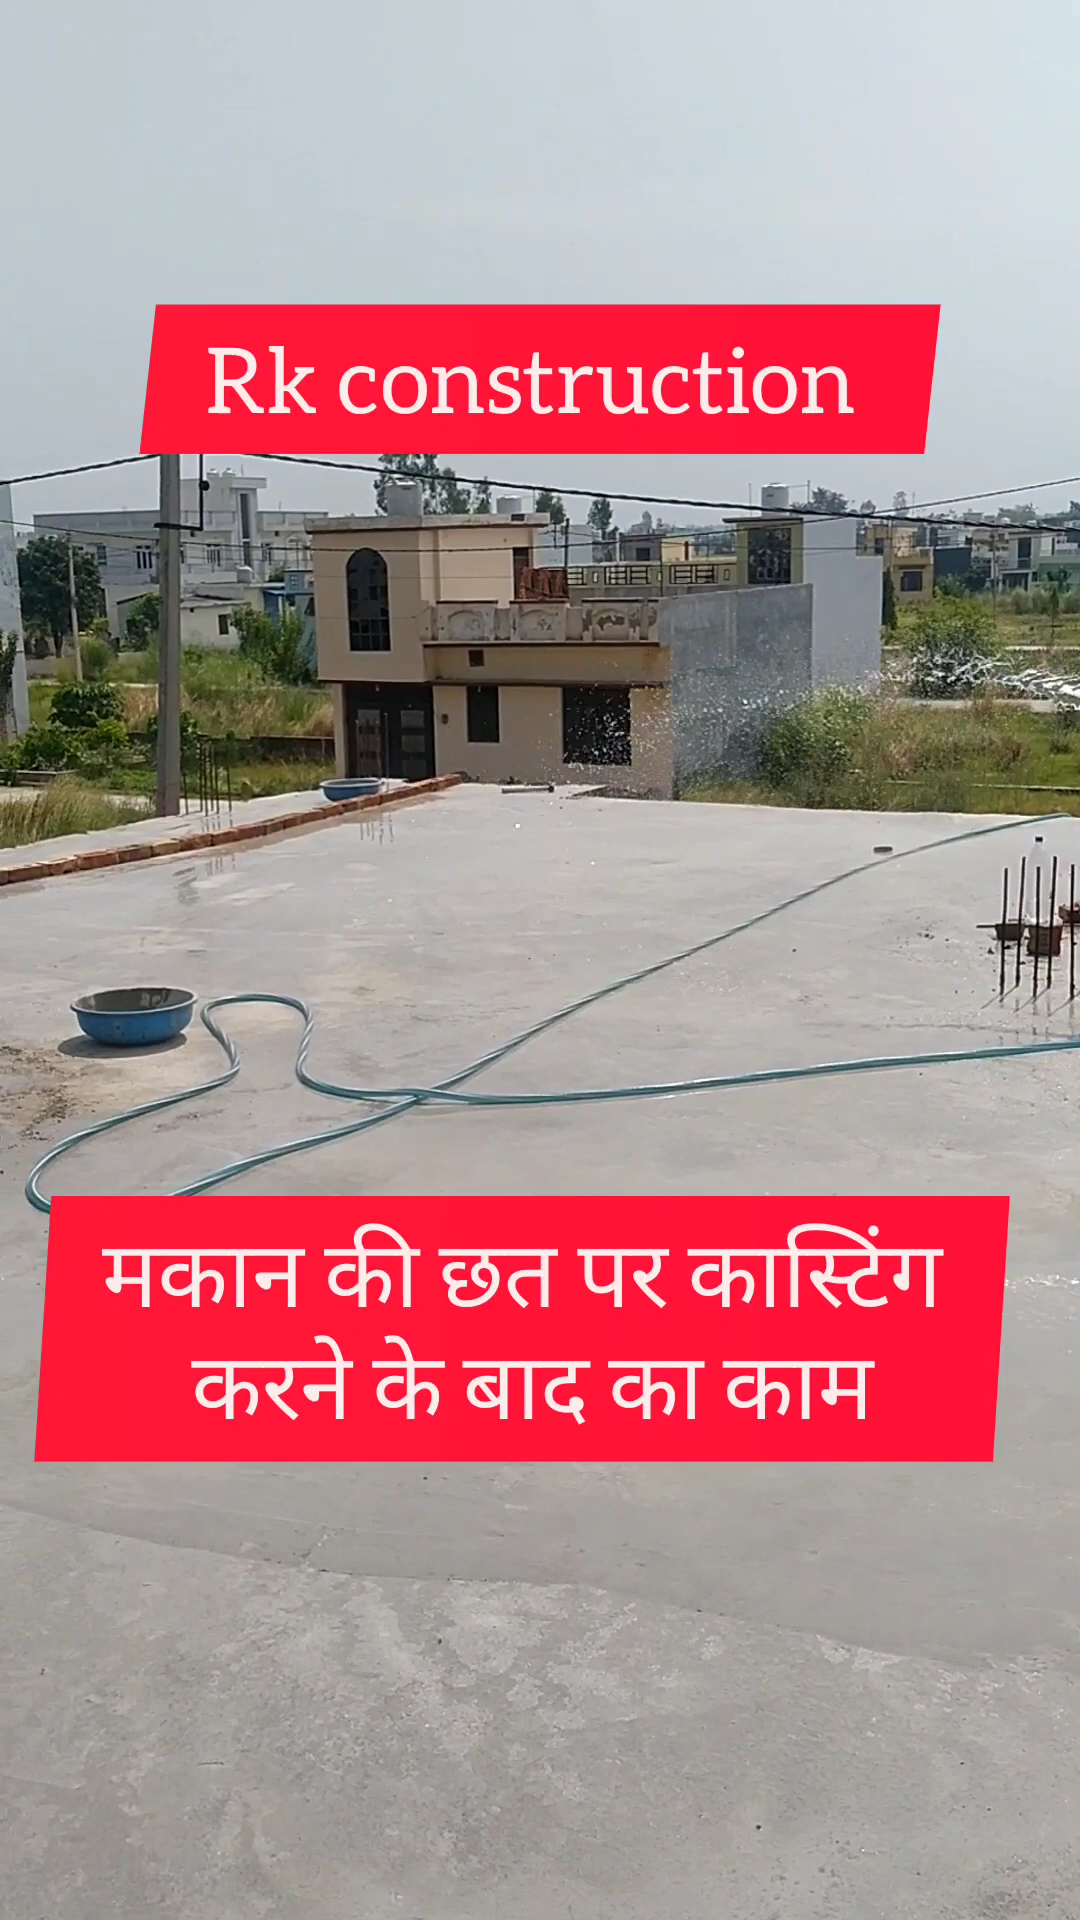 Rk construction
मकान की छत पर कास्टिंग
करने के बाद का काम